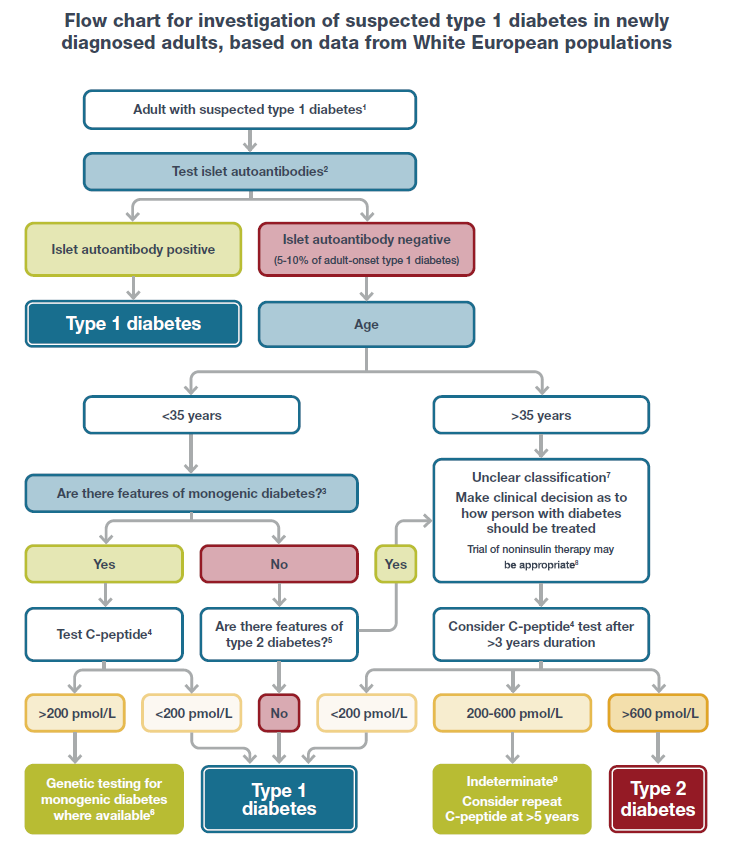 Flow chart for investigation of suspected type 1 diabetes in newly
diagnosed adults, based on data from White European populations
Adult with suspected type 1 diabetes¹
Test islet autoantibodies²
Islet autoantibody positive
Islet autoantibody negative
(5-10% of adult-onset type 1 diabetes)
Type 1 diabetes
Age
<35 years
>35 years
Are there features of monogenic diabetes?³
Unclear classification⁷
Make clinical decision as to
how person with diabetes
should be treated
Trial of noninsulin therapy may
be appropriate⁸
Yes
No
Yes
Test C-peptide⁴
Are there features of
type 2 diabetes?⁵
Consider C-peptide⁴ test after
>3 years duration
>200 pmol/L
<200 pmol/L
No
<200 pmol/L
200-600 pmol/L
>600 pmol/L
Genetic testing for
monogenic diabetes
where available⁶
Type 1
diabetes
Indeterminate⁹
Consider repeat
C-peptide at >5 years
Type 2
diabetes